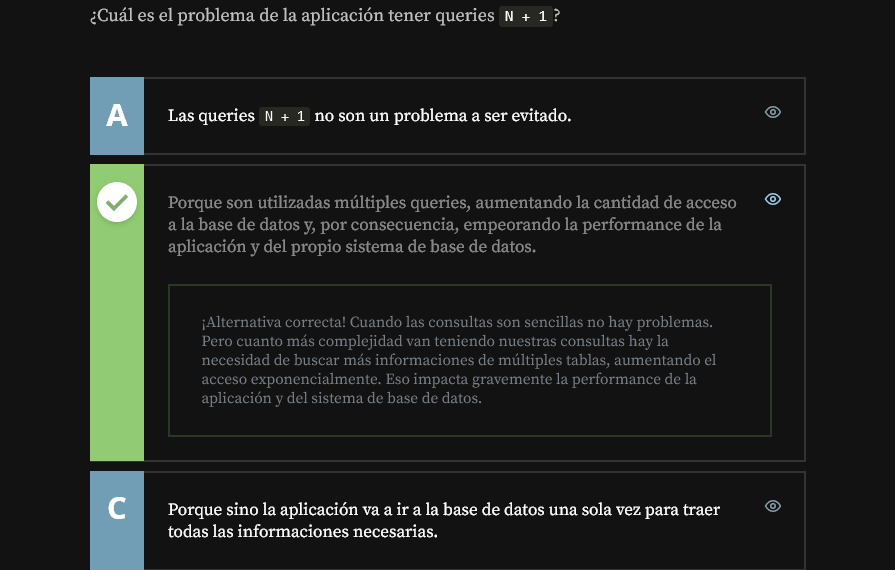 ¿Cuál es el problema de la aplicación tener queries N + 1?
A
Las queries N + 1 no son un problema a ser evitado.
Porque son utilizadas múltiples queries, aumentando la cantidad de acceso
a la base de datos y, por consecuencia, empeorando la performance de la
aplicación y del propio sistema de base de datos.
¡Alternativa correcta! Cuando las consultas son sencillas no hay problemas.
Pero cuanto más complejidad van teniendo nuestras consultas hay la
necesidad de buscar más informaciones de múltiples tablas, aumentando el
acceso exponencialmente. Eso impacta gravemente la performance de la
aplicación y del sistema de base de datos.
C
Porque sino la aplicación va a ir a la base de datos una sola vez para traer
todas las informaciones necesarias.